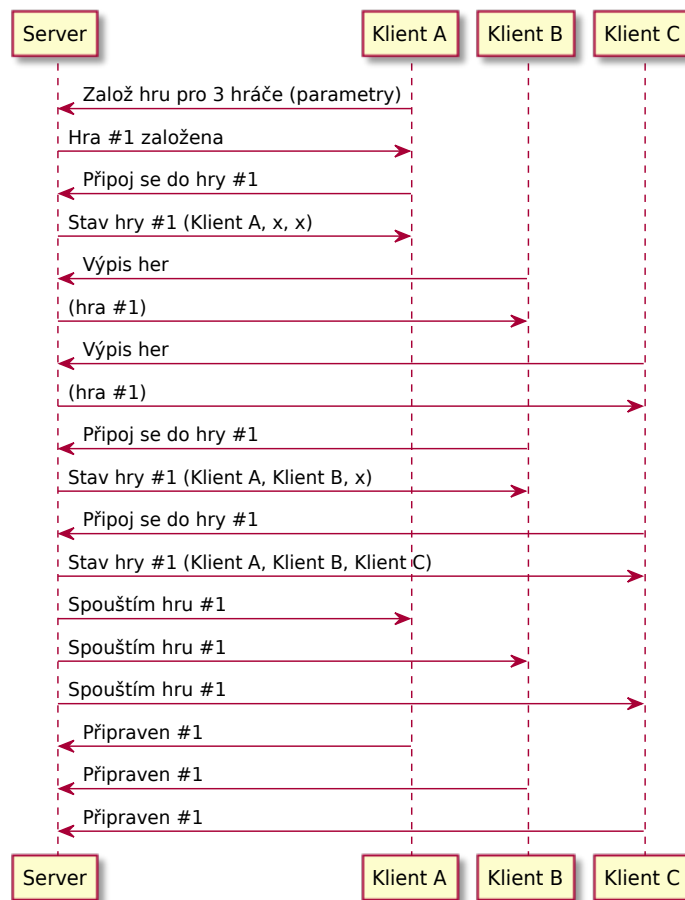 Server Klient A Klient B Klient C
Založ hru pro 3 hráče (parametry)
Hra #1 založena
Připoj se do hry #1
Stav hry #1 (Klient A, x, x)
Výpis her
(hra #1)
Výpis her
(hra #1)
Připoj se do hry #1
Stav hry #1 (Klient A, Klient B, x)
Připoj se do hry #1
Stav hry #1 (Klient A, Klient B, Klient C)
Spouštím hru #1
Spouštím hru #1
Spouštím hru #1
Připraven #1
Připraven #1
Připraven #1
Server Klient A Klient B Klient C